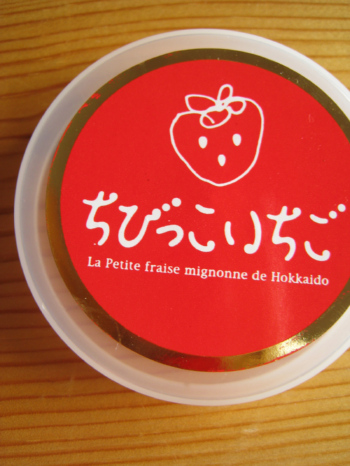 ちびっこいちご
La Petite fraise mignonne de Hokkaido